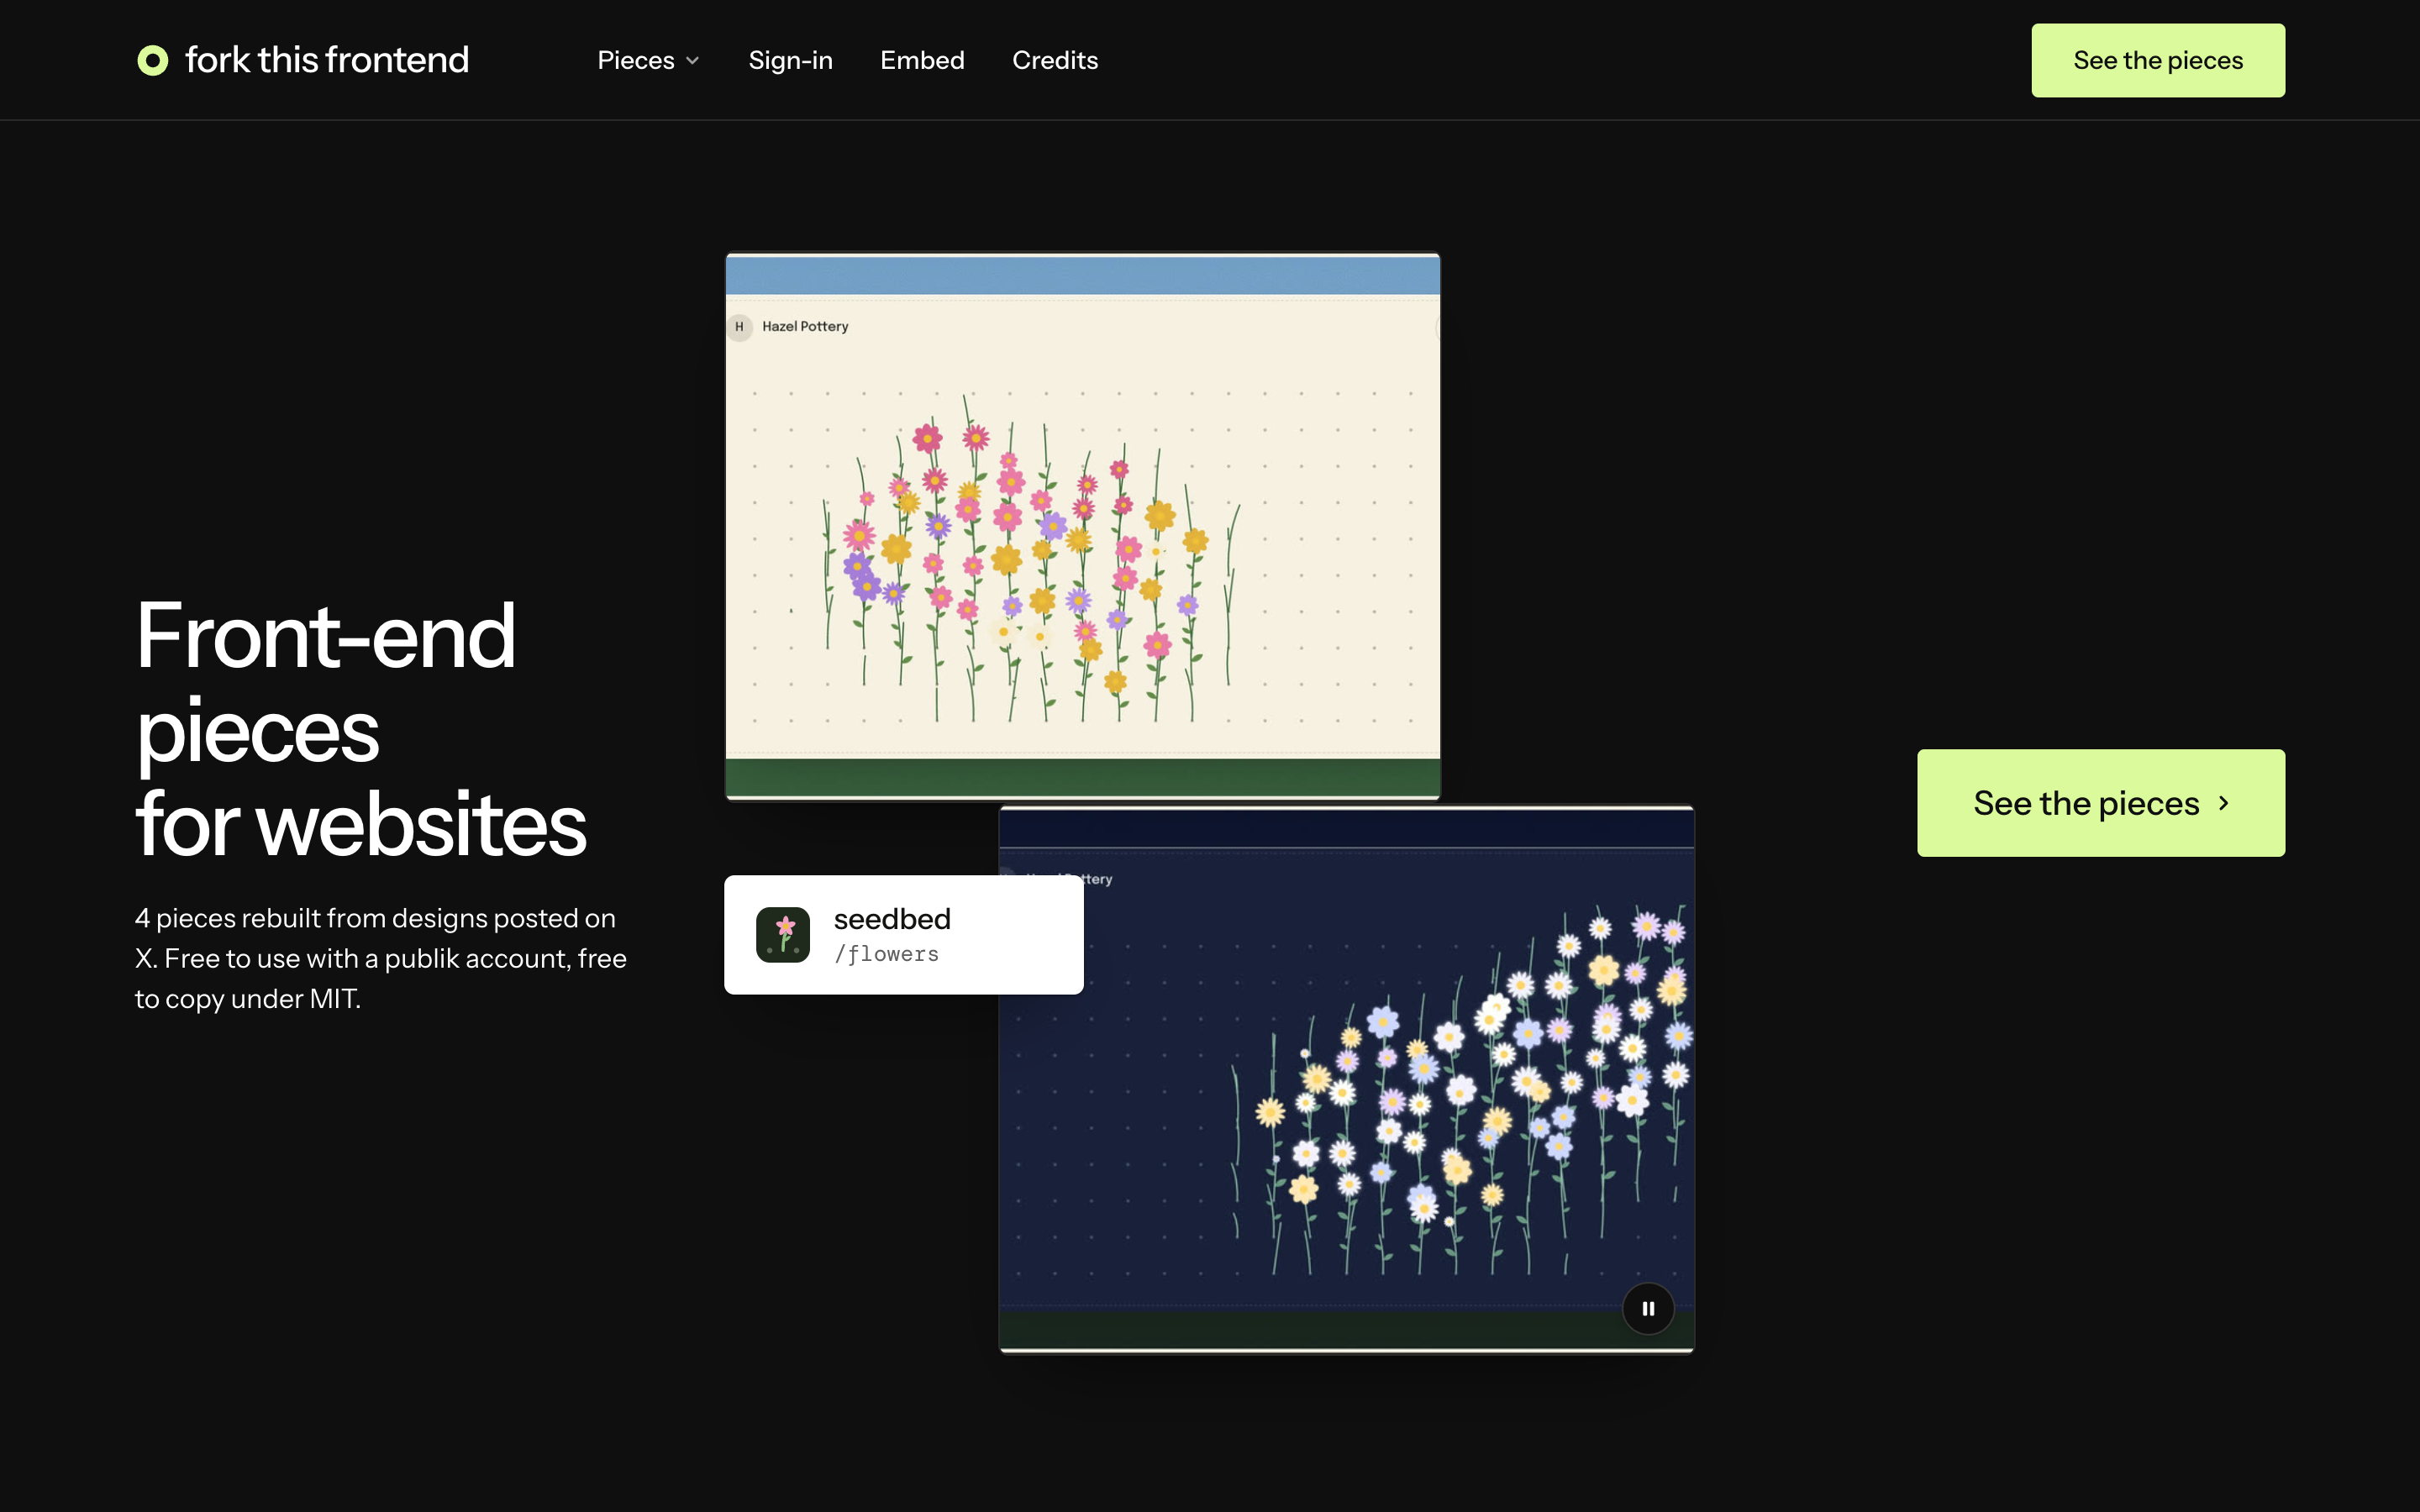 fork this frontend
Pieces
Sign-in
Embed
Credits
See the pieces
H
Hazel Pottery
Front-end
pieces
for websites
4 pieces rebuilt from designs posted on
X. Free to use with a publik account, free
to copy under MIT.
seedbed
/flowers
See the pieces